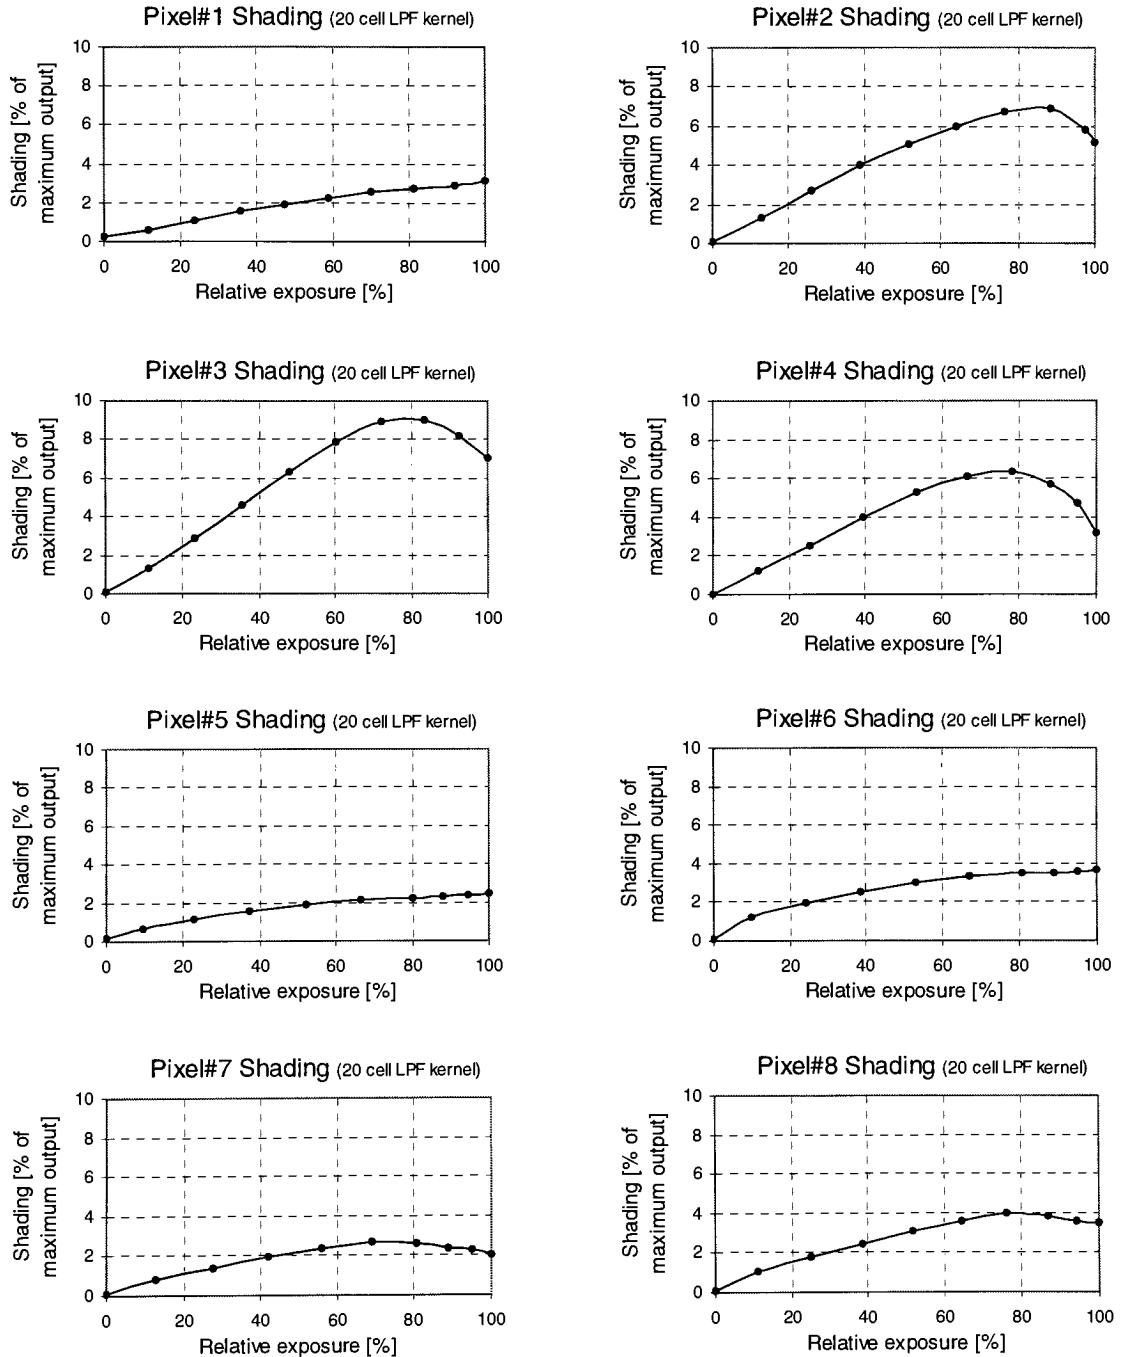 Pixel#1 Shading (20 cell LPF kernel)
Shading [% of
maximum output]
10
8
6
4
2
0
0 20 40 60 80 100
Relative exposure [%]
Pixel#2 Shading (20 cell LPF kernel)
Shading [% of
maximum output]
10
8
6
4
2
0
0 20 40 60 80 100
Relative exposure [%]
Pixel#3 Shading (20 cell LPF kernel)
Shading [% of
maximum output]
10
8
6
4
2
0
0 20 40 60 80 100
Relative exposure [%]
Pixel#4 Shading (20 cell LPF kernel)
Shading [% of
maximum output]
10
8
6
4
2
0
0 20 40 60 80 100
Relative exposure [%]
Pixel#5 Shading (20 cell LPF kernel)
Shading [% of
maximum output]
10
8
6
4
2
0
0 20 40 60 80 100
Relative exposure [%]
Pixel#6 Shading (20 cell LPF kernel)
Shading [% of
maximum output]
10
8
6
4
2
0
0 20 40 60 80 100
Relative exposure [%]
Pixel#7 Shading (20 cell LPF kernel)
Shading [% of
maximum output]
10
8
6
4
2
0
0 20 40 60 80 100
Relative exposure [%]
Pixel#8 Shading (20 cell LPF kernel)
Shading [% of
maximum output]
10
8
6
4
2
0
0 20 40 60 80 100
Relative exposure [%]